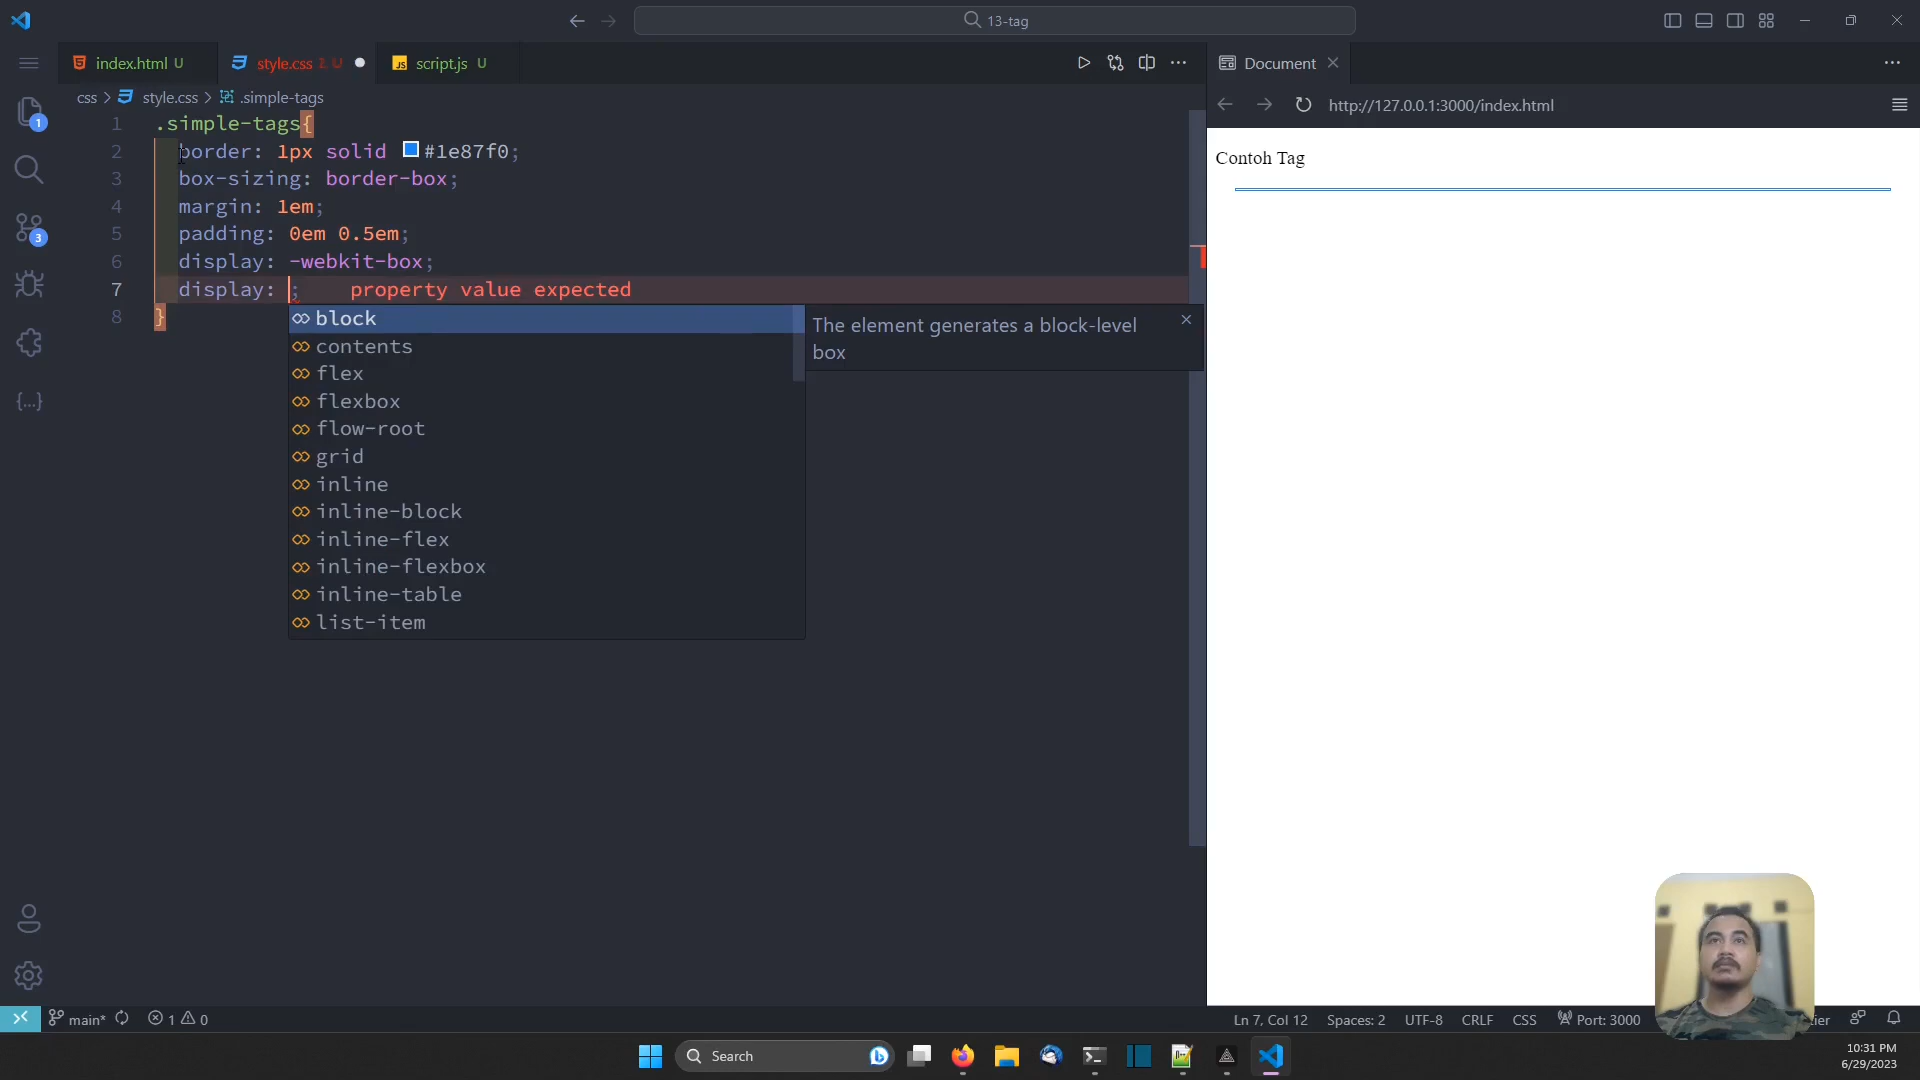 13-tag
index.html U
style.css 2, U
script.js U
Document
css > style.css > .simple-tags
http://127.0.0.1:3000/index.html
1 .simple-tags{
2 border: 1px solid #1e87f0;
3 box-sizing: border-box;
4 margin: 1em;
5 padding: 0em 0.5em;
6 display: -webkit-box;
7 display: ; property value expected
8 }
block
contents
flex
flexbox
flow-root
grid
inline
inline-block
inline-flex
inline-flexbox
inline-table
list-item
The element generates a block-level
box
Contoh Tag
1
3
main*
1
0
Ln 7, Col 12
Spaces: 2
UTF-8
CRLF
CSS
Port: 3000
Search
10:31 PM
6/29/2023